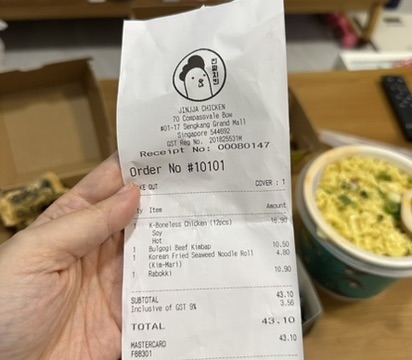 JINJJA CHICKEN
70 Compassvale Bow
#01-17 Sengkang Grand Mall
Singapore 544692
GST Reg No. 201825531M
Receipt No: 00080147
Order No #10101
KE OUT COVER : 1
ty Item Amount
1 K-Boneless Chicken (12pcs) 16.90
Soy
Hot
1 Bulgogi Beef Kimbap 10.50
1 Korean Fried Seaweed Noodle Roll 4.80
(Kim-Mari)
1 Rabokki 10.90
SUBTOTAL 43.10
Inclusive of GST 9% 3.56
TOTAL 43.10
MASTERCARD 43.10
FB8301